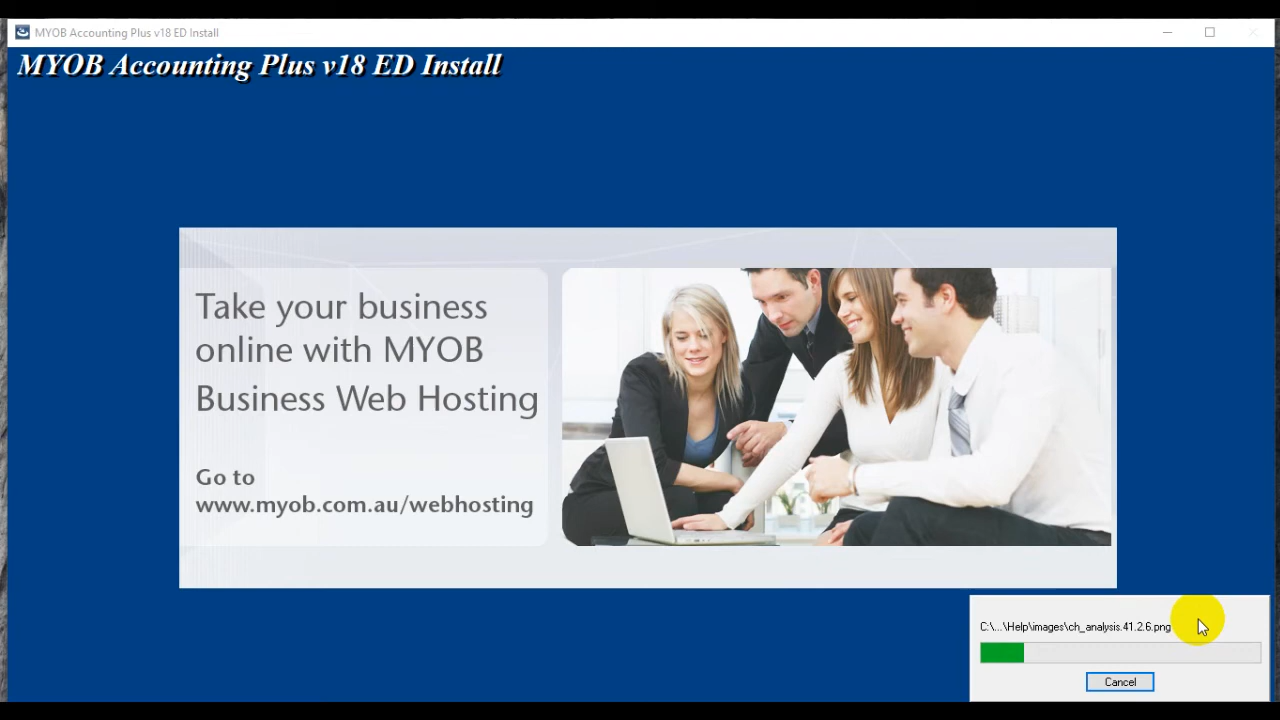 MYOB Accounting Plus v18 ED Install
MYOB Accounting Plus v18 ED Install
Take your business
online with MYOB
Business Web Hosting
Go to
www.myob.com.au/webhosting
C:\...\Help\images\ch_analysis.41.2.6.png
Cancel